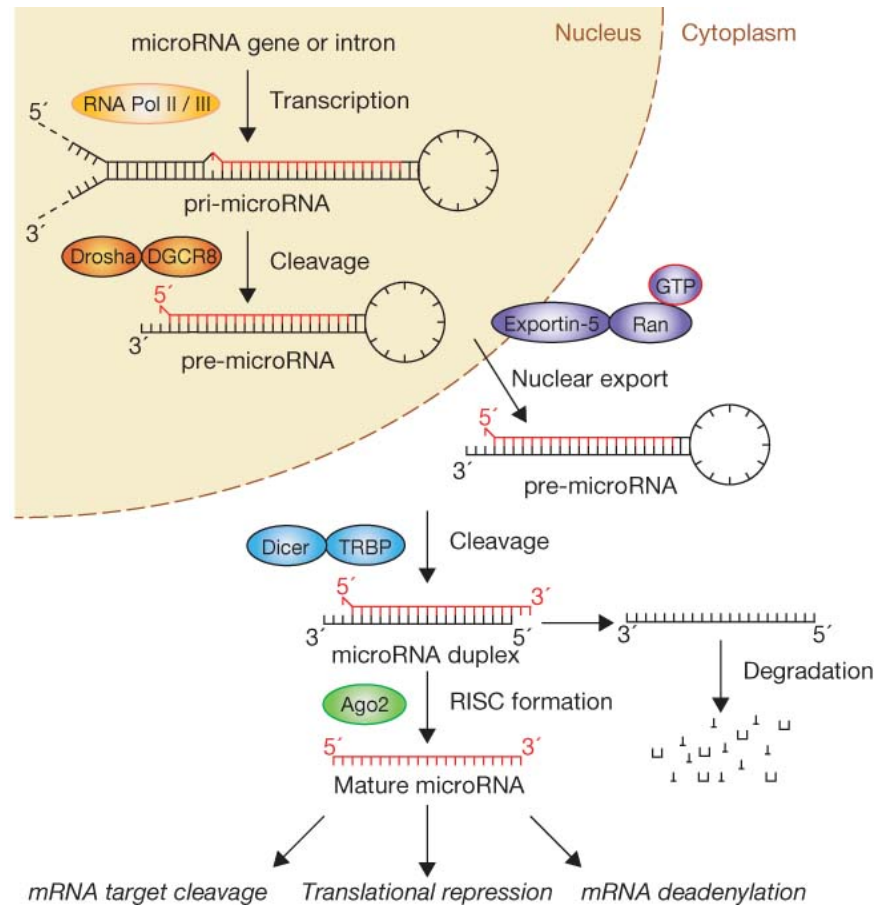 Nucleus
Cytoplasm
microRNA gene or intron
RNA Pol II / III
Transcription
5´
3´
pri-microRNA
Drosha
DGCR8
Cleavage
5´
3´
pre-microRNA
GTP
Exportin-5
Ran
Nuclear export
5´
3´
pre-microRNA
Dicer
TRBP
Cleavage
5´
3´
3´
5´
microRNA duplex
3´
5´
Degradation
Ago2
RISC formation
5´
3´
Mature microRNA
mRNA target cleavage
Translational repression
mRNA deadenylation